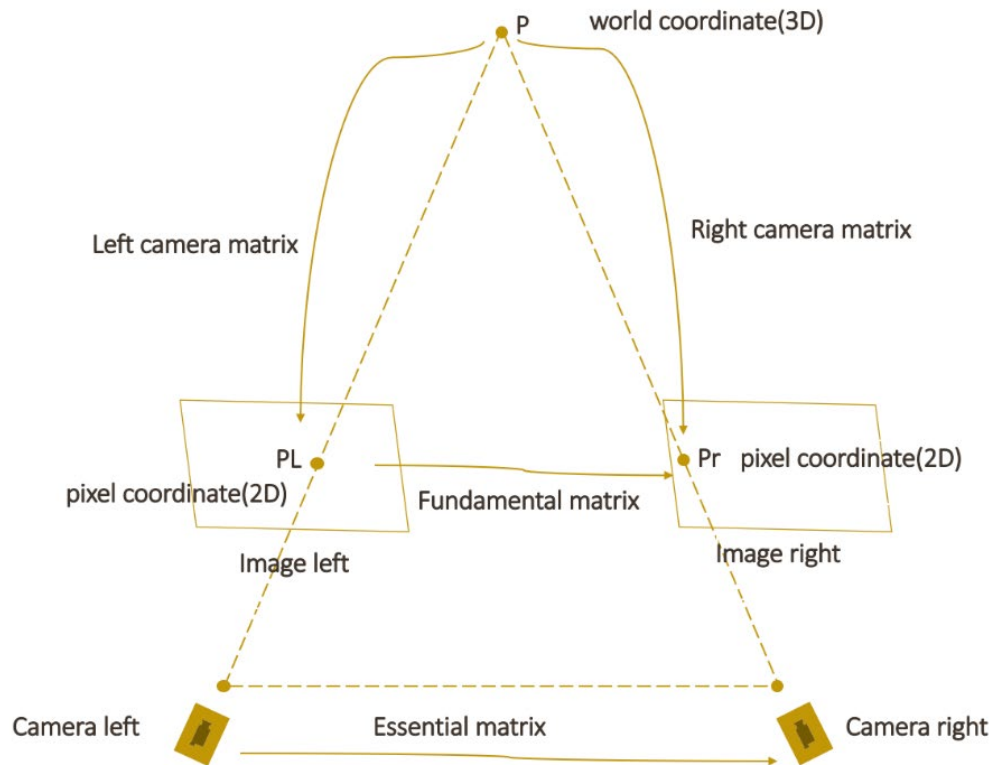 P
world coordinate(3D)
Left camera matrix
Right camera matrix
PL
pixel coordinate(2D)
Pr
pixel coordinate(2D)
Fundamental matrix
Image left
Image right
Camera left
Essential matrix
Camera right